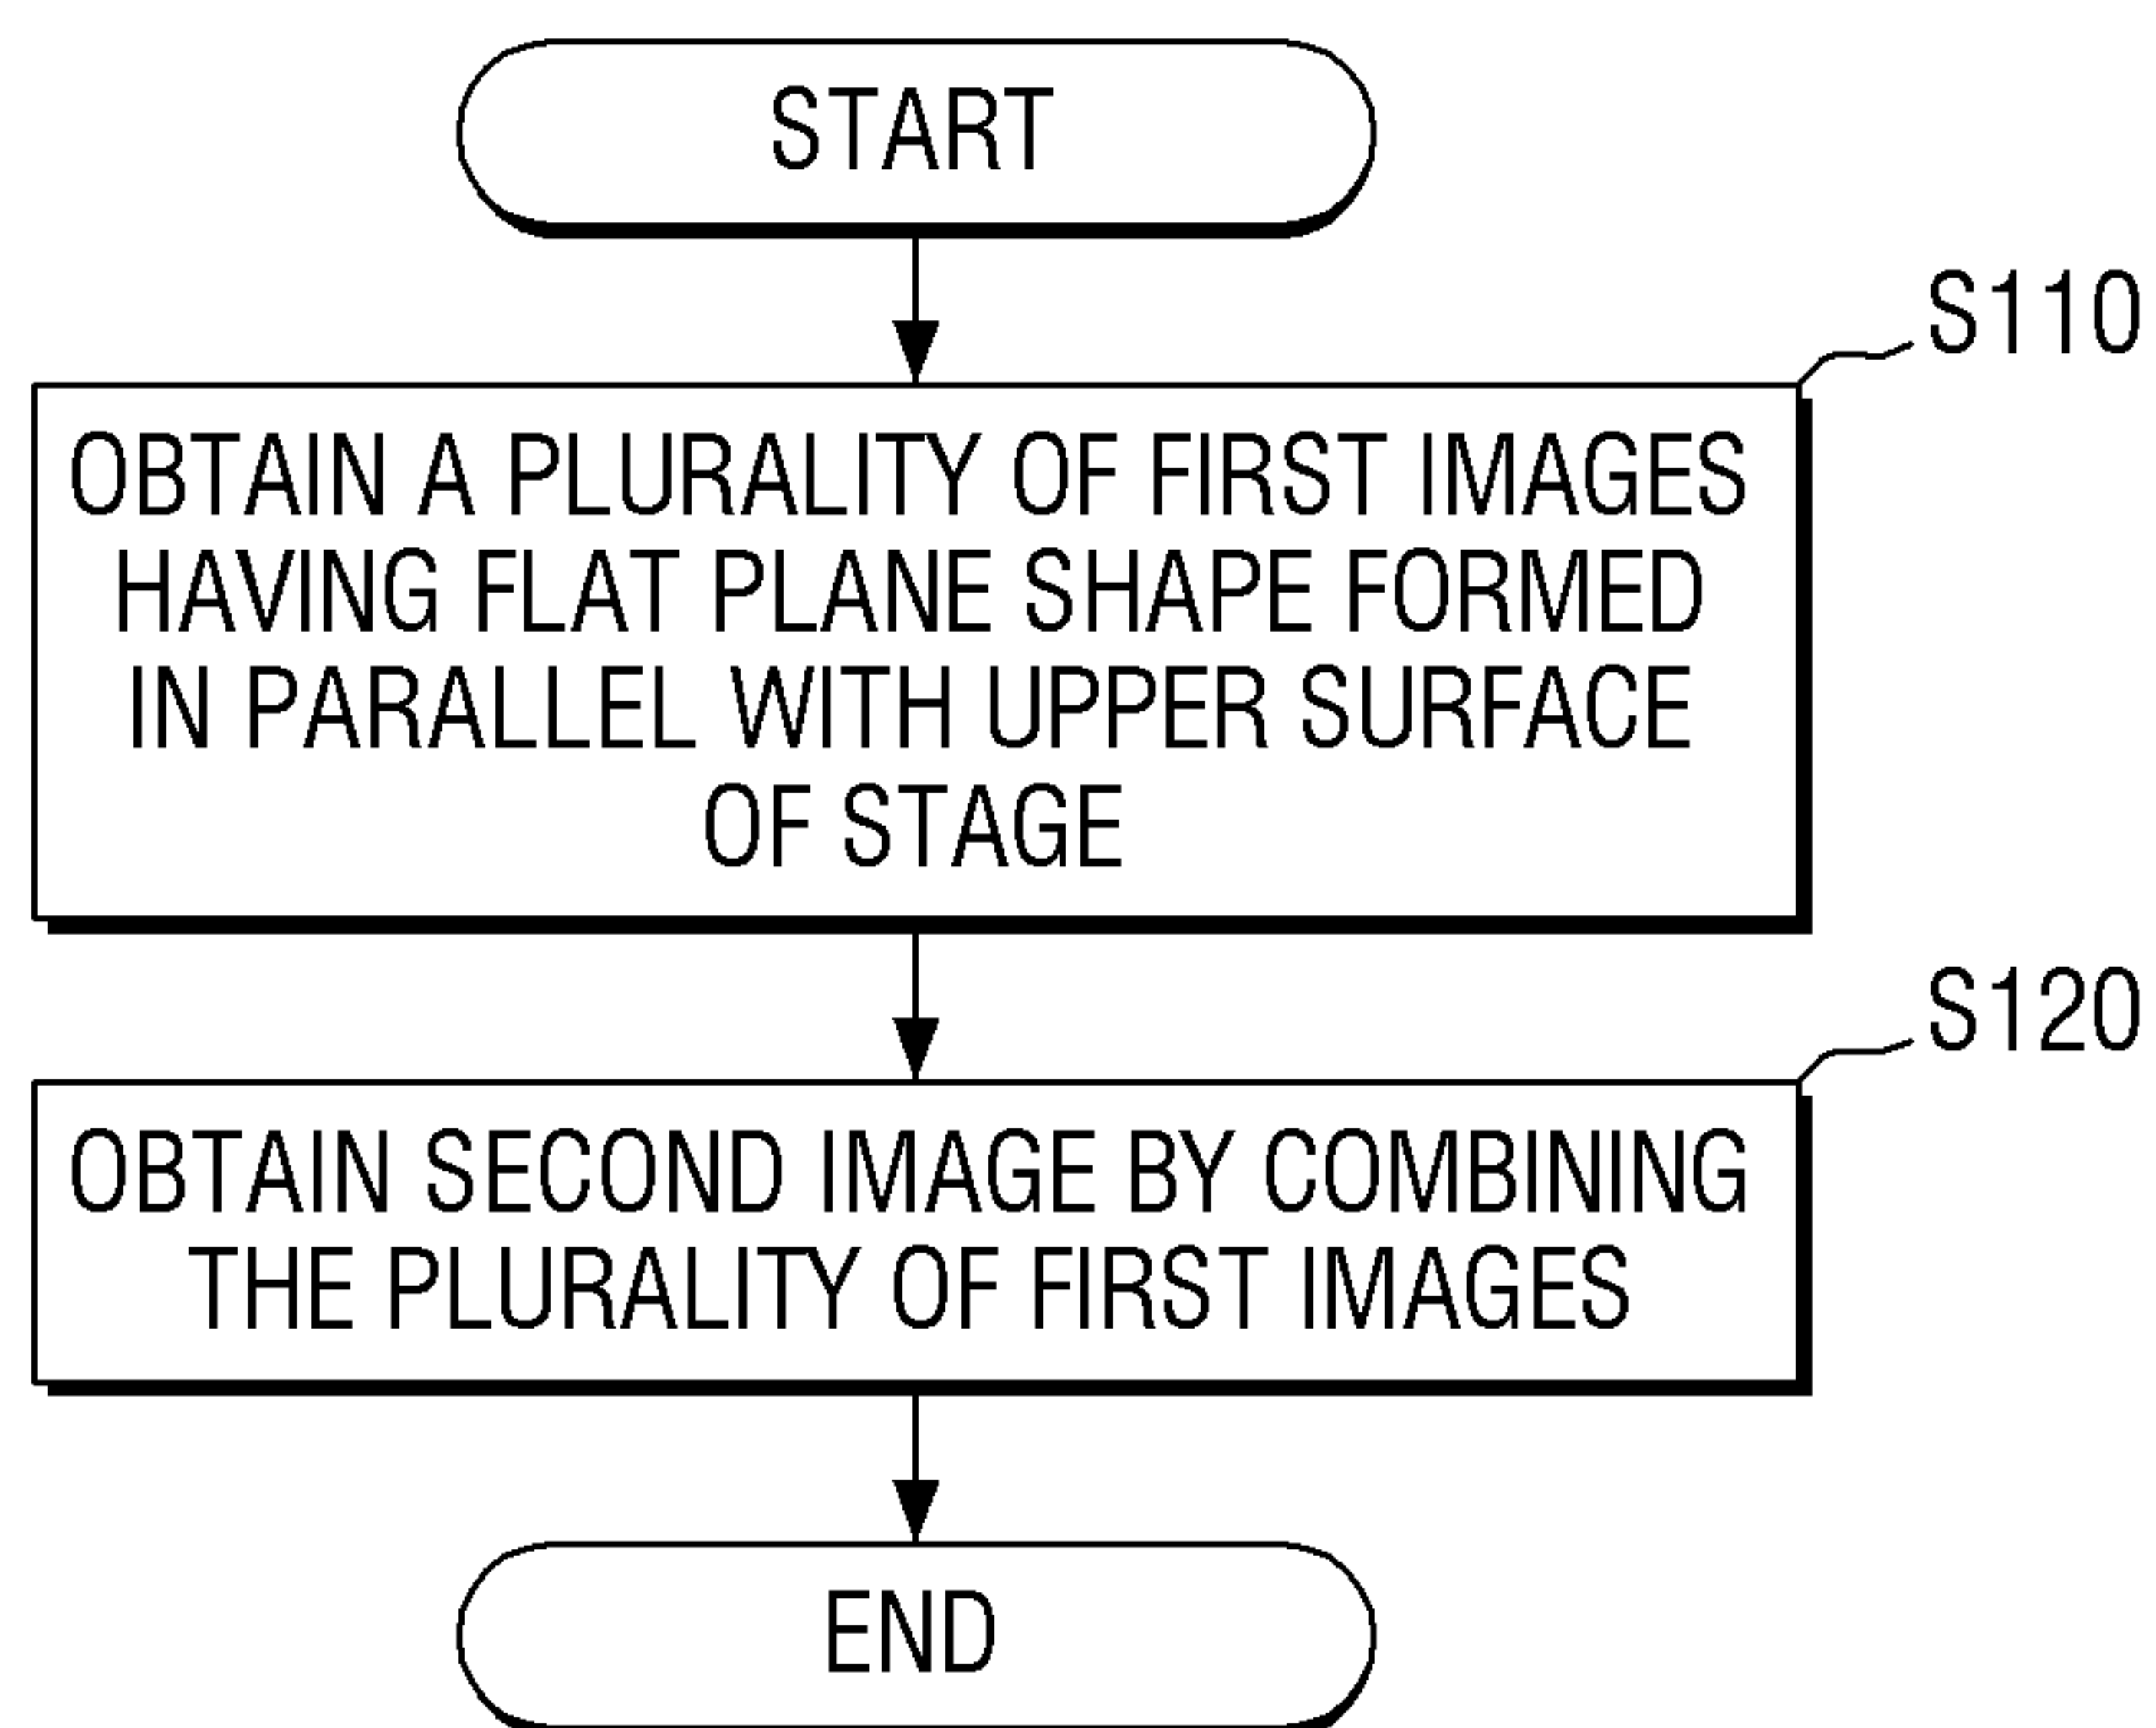 START
S110
OBTAIN A PLURALITY OF FIRST IMAGES
HAVING FLAT PLANE SHAPE FORMED
IN PARALLEL WITH UPPER SURFACE
OF STAGE
S120
OBTAIN SECOND IMAGE BY COMBINING
THE PLURALITY OF FIRST IMAGES
END